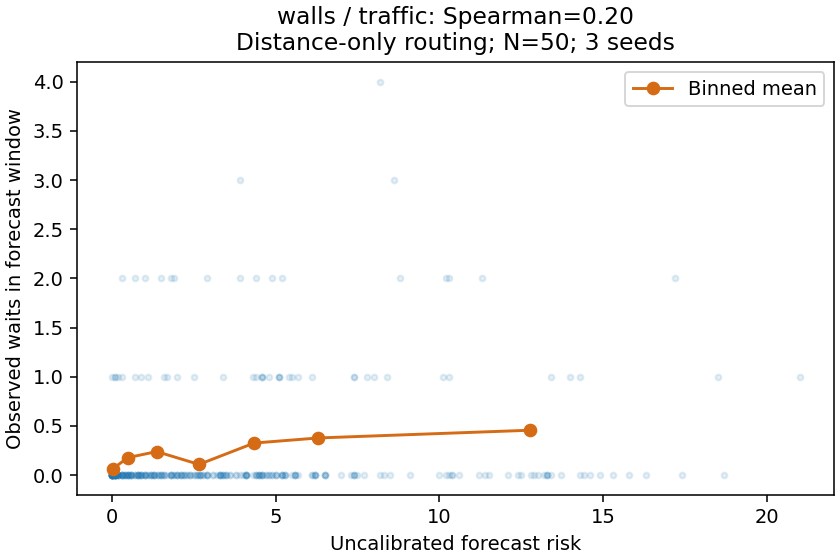 walls / traffic: Spearman=0.20
Distance-only routing; N=50; 3 seeds
Binned mean
Observed waits in forecast window
4.0
3.5
3.0
2.5
2.0
1.5
1.0
0.5
0.0
0 5 10 15 20
Uncalibrated forecast risk